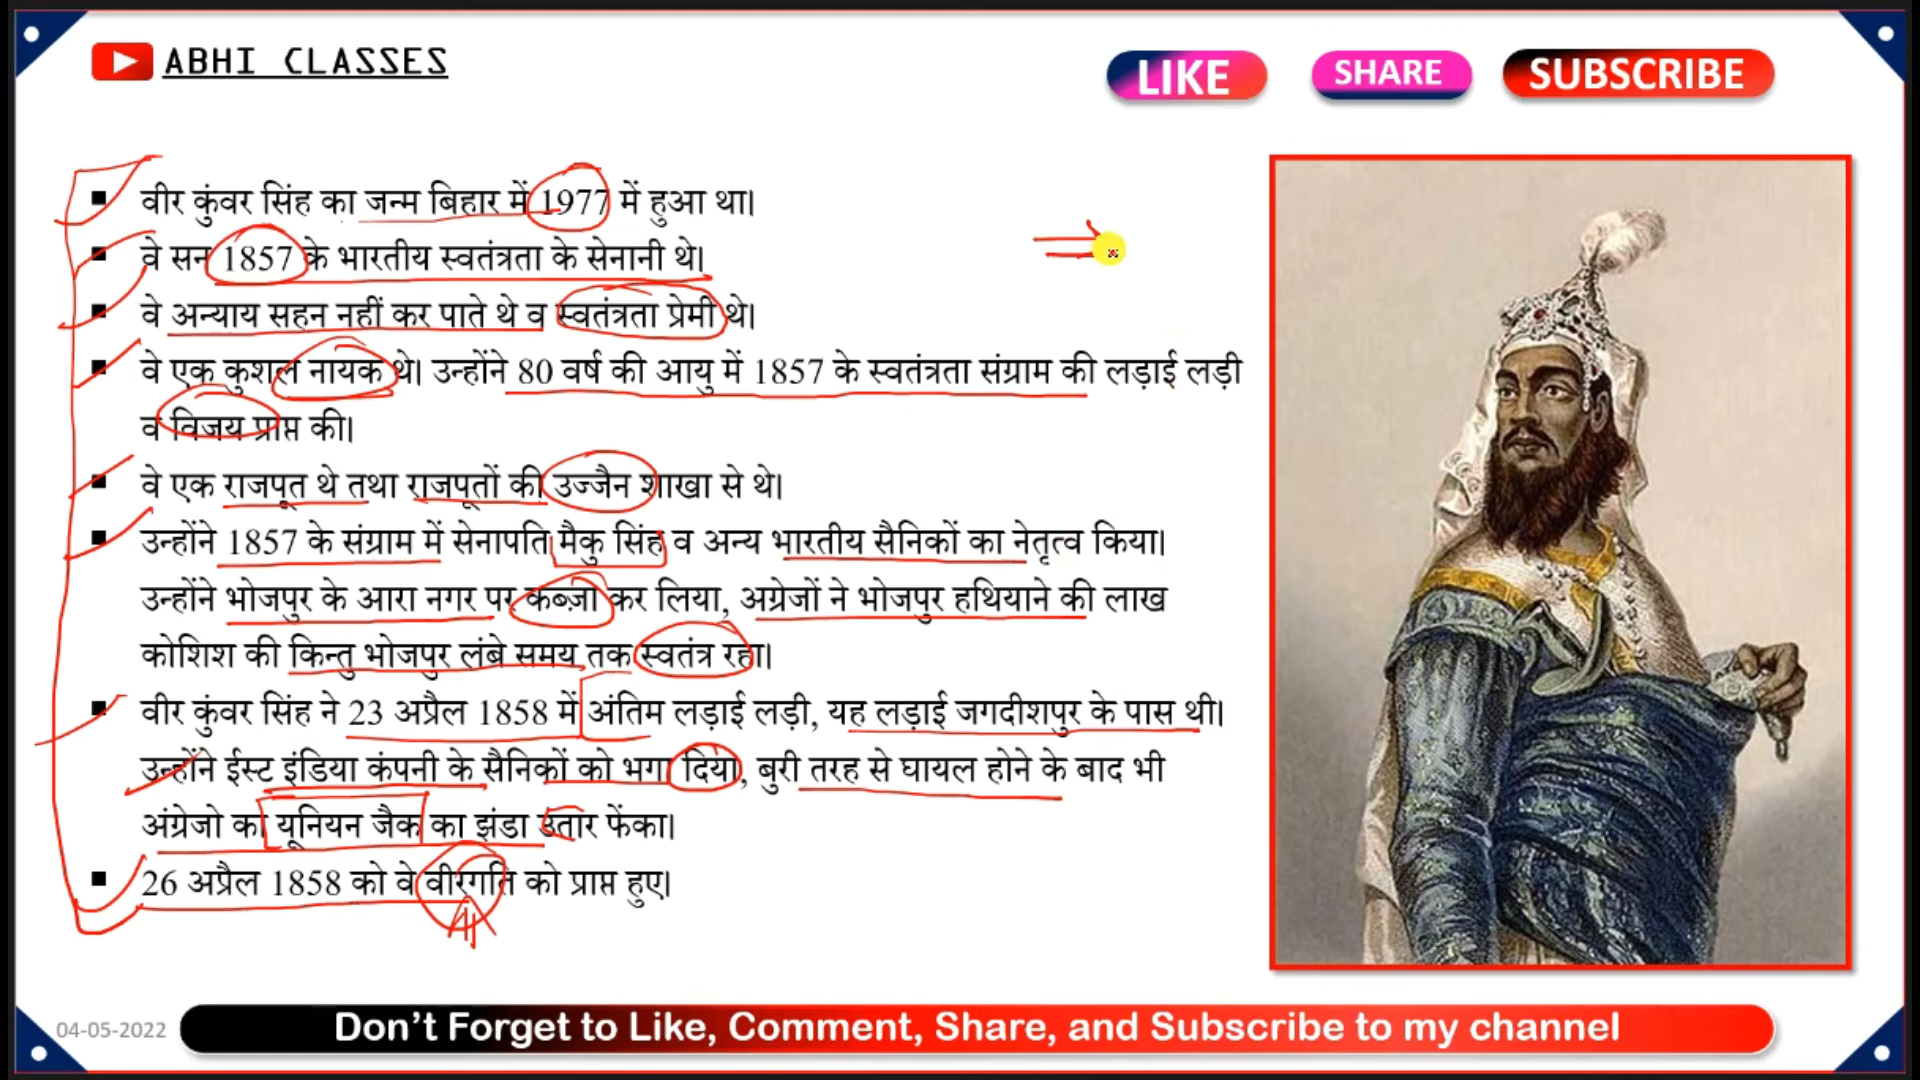 ABHI CLASSES
LIKE
SHARE
SUBSCRIBE
▪ वीर कुंवर सिंह का जन्म बिहार में 1977 में हुआ था।
▪ वे सन 1857 के भारतीय स्वतंत्रता के सेनानी थे।
▪ वे अन्याय सहन नहीं कर पाते थे व स्वतंत्रता प्रेमी थे।
▪ वे एक कुशल नायक थे। उन्होंने 80 वर्ष की आयु में 1857 के स्वतंत्रता संग्राम की लड़ाई लड़ी
व विजय प्राप्त की।
▪ वे एक राजपूत थे तथा राजपूतों की उज्जैन शाखा से थे।
▪ उन्होंने 1857 के संग्राम में सेनापति मैकु सिंह व अन्य भारतीय सैनिकों का नेतृत्व किया।
उन्होंने भोजपुर के आरा नगर पर कब्ज़ा कर लिया, अग्रेजों ने भोजपुर हथियाने की लाख
कोशिश की किन्तु भोजपुर लंबे समय तक स्वतंत्र रहा।
▪ वीर कुंवर सिंह ने 23 अप्रैल 1858 में अंतिम लड़ाई लड़ी, यह लड़ाई जगदीशपुर के पास थी।
उन्होंने ईस्ट इंडिया कंपनी के सैनिकों को भगा दिया, बुरी तरह से घायल होने के बाद भी
अंग्रेजो का यूनियन जैक का झंडा उतार फेंका।
▪ 26 अप्रैल 1858 को वे वीरगति को प्राप्त हुए।
04-05-2022
Don't Forget to Like, Comment, Share, and Subscribe to my channel